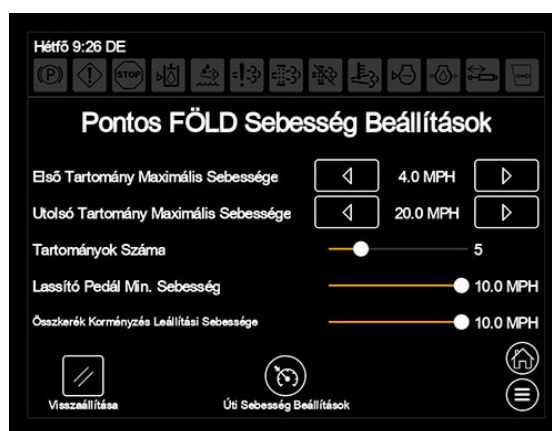 Hétfő 9:26 DE
(P) STOP
Pontos FÖLD Sebesség Beállítások
Első Tartomány Maximális Sebessége 4.0 MPH
Utolsó Tartomány Maximális Sebessége 20.0 MPH
Tartományok Száma 5
Lassító Pedál Min. Sebesség 10.0 MPH
Összkerék Kormányzés Leállítási Sebessége 10.0 MPH
Visszaállítása Úti Sebesség Beállítások